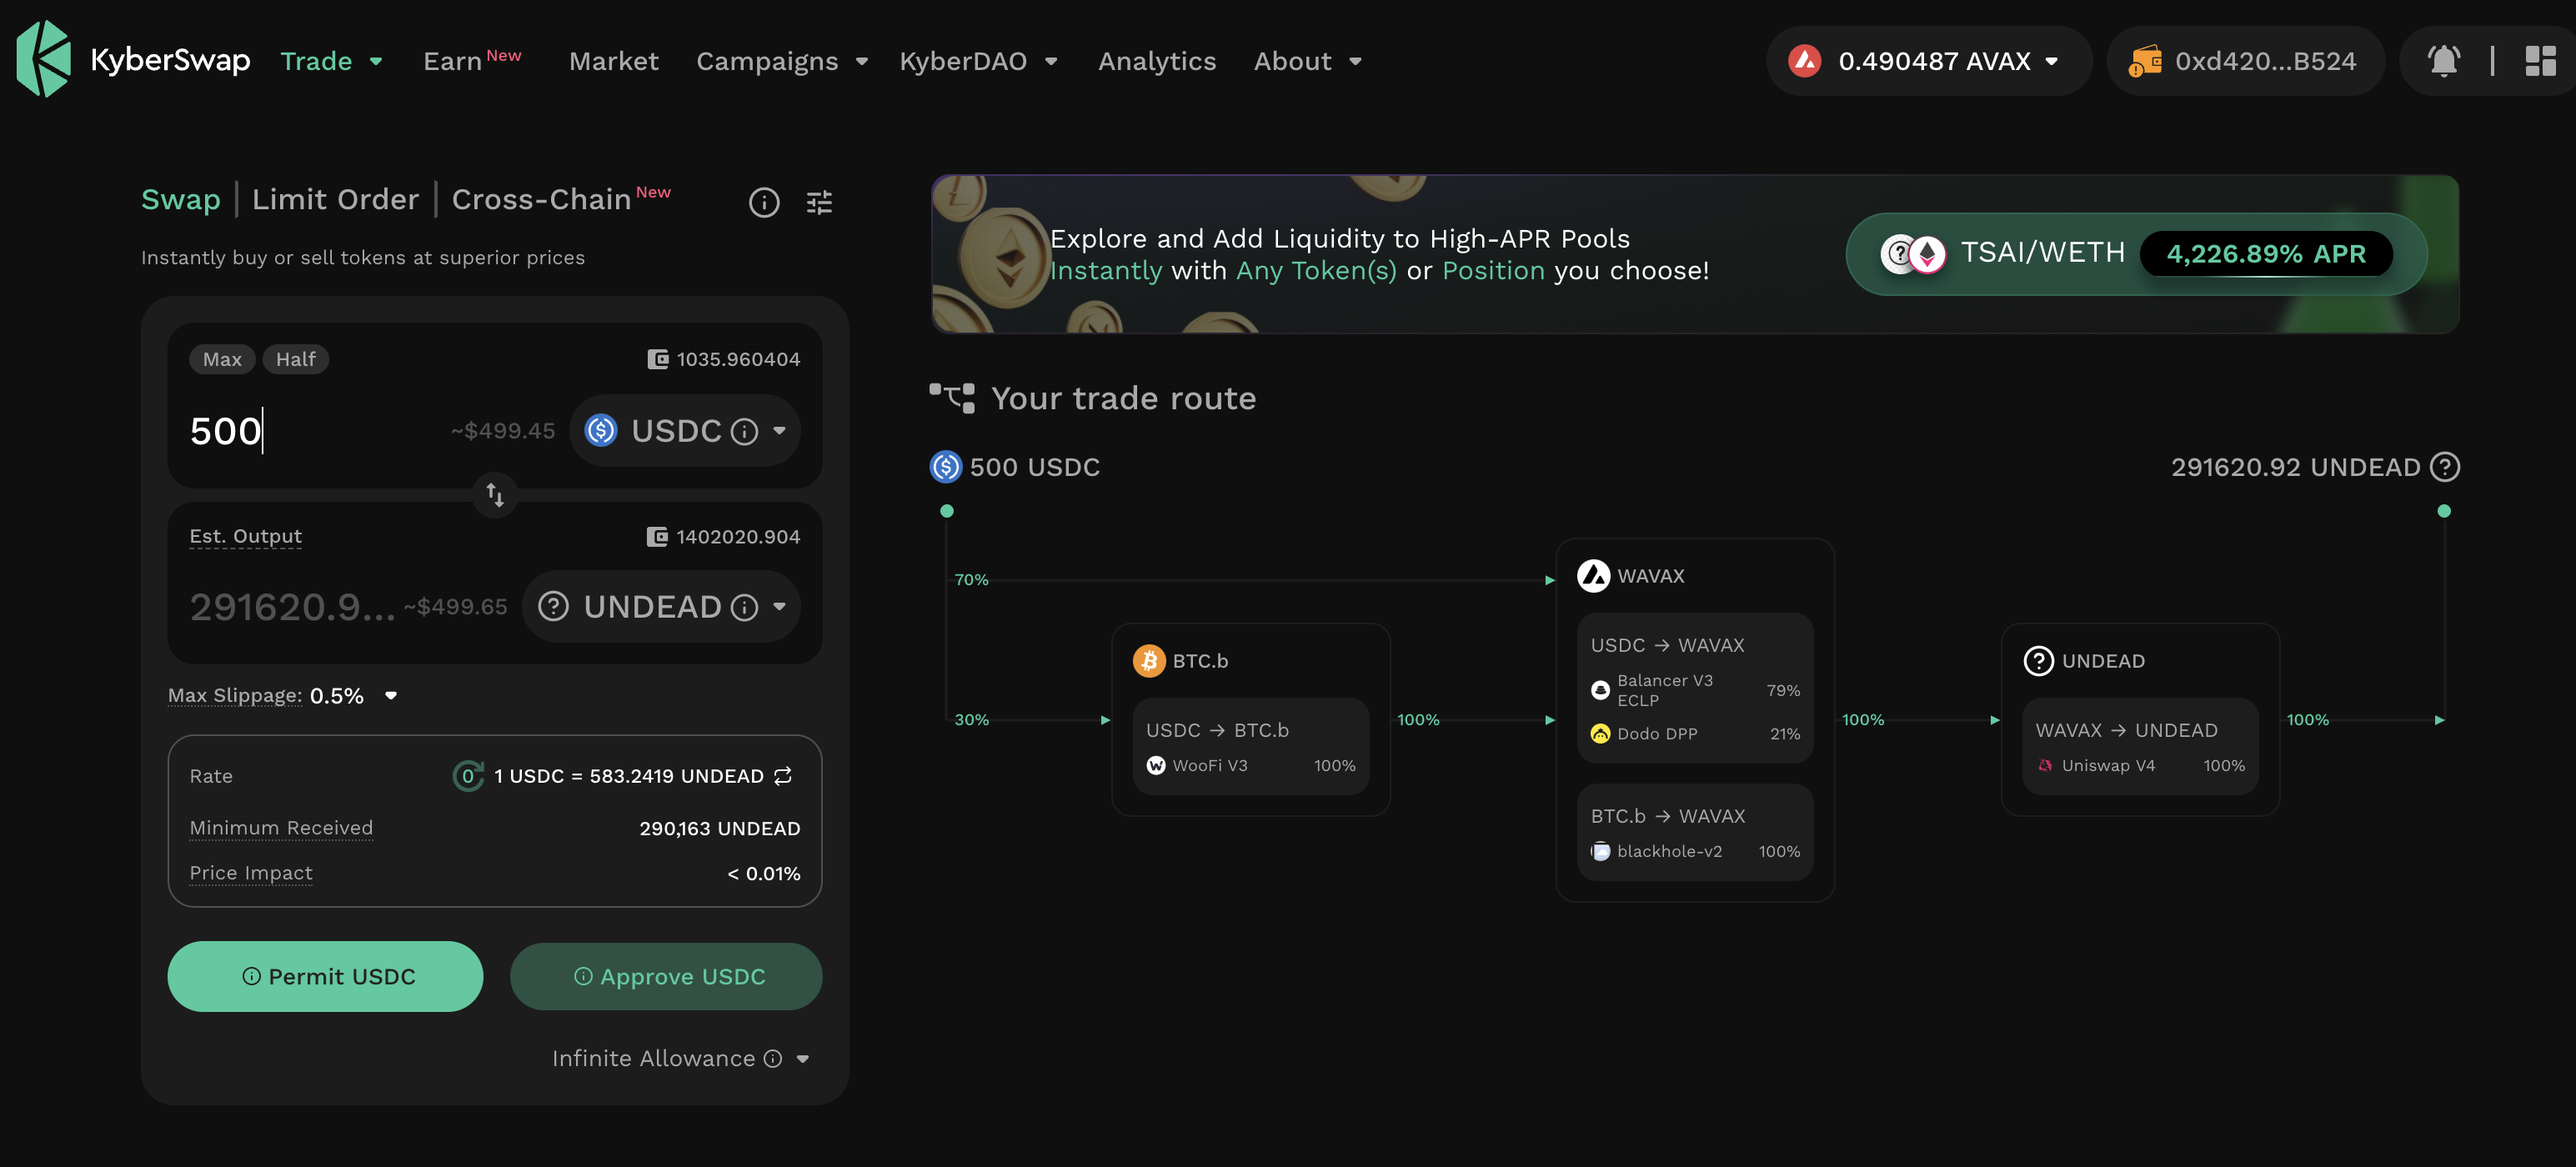 KyberSwap
Trade
Earn New
Market
Campaigns
KyberDAO
Analytics
About
0.490487 AVAX
0xd420...B524
Swap | Limit Order | Cross-Chain New
Instantly buy or sell tokens at superior prices
Max Half 1035.960404
500 ~$499.45 USDC
Est. Output 1402020.904
291620.9... ~$499.65 UNDEAD
Max Slippage: 0.5%
Rate 0 1 USDC = 583.2419 UNDEAD
Minimum Received 290,163 UNDEAD
Price Impact < 0.01%
Permit USDC
Approve USDC
Infinite Allowance
Explore and Add Liquidity to High-APR Pools
Instantly with Any Token(s) or Position you choose!
TSAI/WETH 4,226.89% APR
Your trade route
500 USDC
291620.92 UNDEAD
70%
30%
BTC.b
USDC → BTC.b
WooFi V3 100%
100%
WAVAX
USDC → WAVAX
Balancer V3
ECLP 79%
Dodo DPP 21%
BTC.b → WAVAX
blackhole-v2 100%
100%
UNDEAD
WAVAX → UNDEAD
Uniswap V4 100%
100%